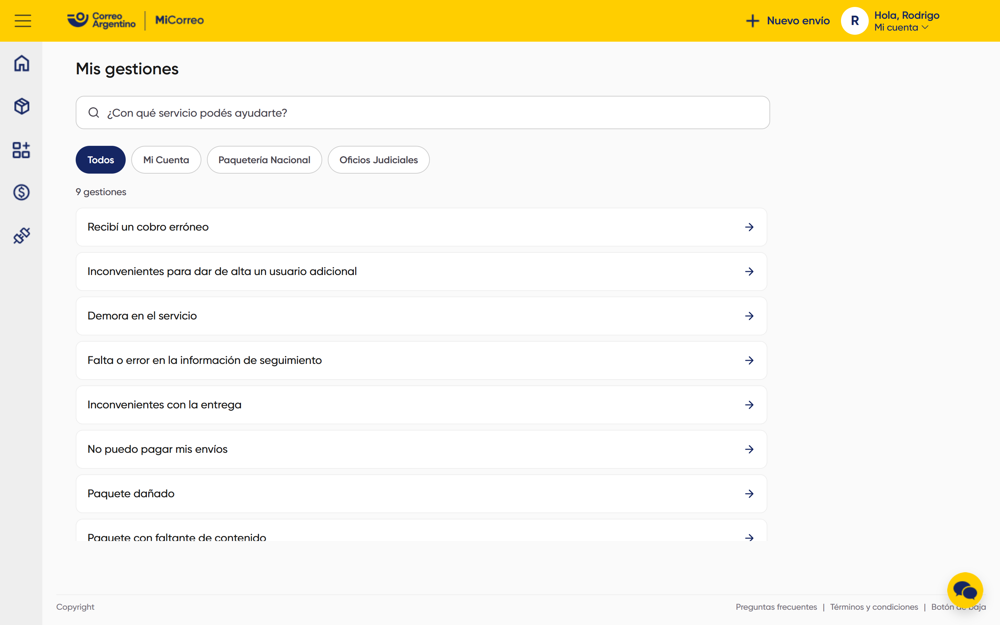 Correo
Argentino
MiCorreo
Nuevo envío
R
Hola, Rodrigo
Mi cuenta
Mis gestiones
¿Con qué servicio podés ayudarte?
Todos
Mi Cuenta
Paquetería Nacional
Oficios Judiciales
9 gestiones
Recibí un cobro erróneo
Inconvenientes para dar de alta un usuario adicional
Demora en el servicio
Falta o error en la información de seguimiento
Inconvenientes con la entrega
No puedo pagar mis envíos
Paquete dañado
Paquete con faltante de contenido
Copyright
Preguntas frecuentes | Términos y condiciones | Botón de baja